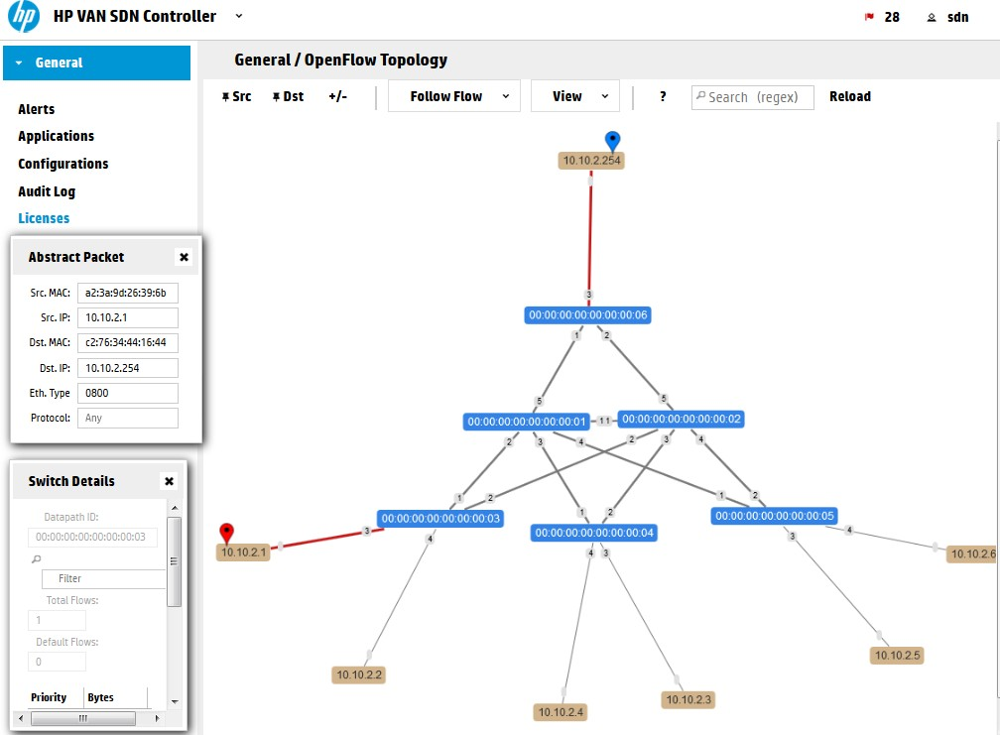 hp HP VAN SDN Controller 28 sdn
General
General / OpenFlow Topology
Src Dst +/- Follow Flow View ? Search (regex) Reload
Alerts
Applications
Configurations
Audit Log
Licenses
Abstract Packet
Src. MAC: a2:3a:9d:26:39:6b
Src. IP: 10.10.2.1
Dst. MAC: c2:76:34:44:16:44
Dst. IP: 10.10.2.254
Eth. Type 0800
Protocol: Any
Switch Details
Datapath ID:
00:00:00:00:00:00:00:03
Filter
Total Flows:
1
Default Flows:
0
Priority Bytes
10.10.2.254
3
00:00:00:00:00:00:00:06
1 2
5 5
00:00:00:00:00:00:00:01 1 1 00:00:00:00:00:00:00:02
2 3 4 2 3 4
1 2 1 2 1 2
00:00:00:00:00:00:00:03 00:00:00:00:00:00:00:04 00:00:00:00:00:00:00:05
3 4 4 3 3 4
10.10.2.1
10.10.2.6
10.10.2.5
10.10.2.2
10.10.2.3
10.10.2.4